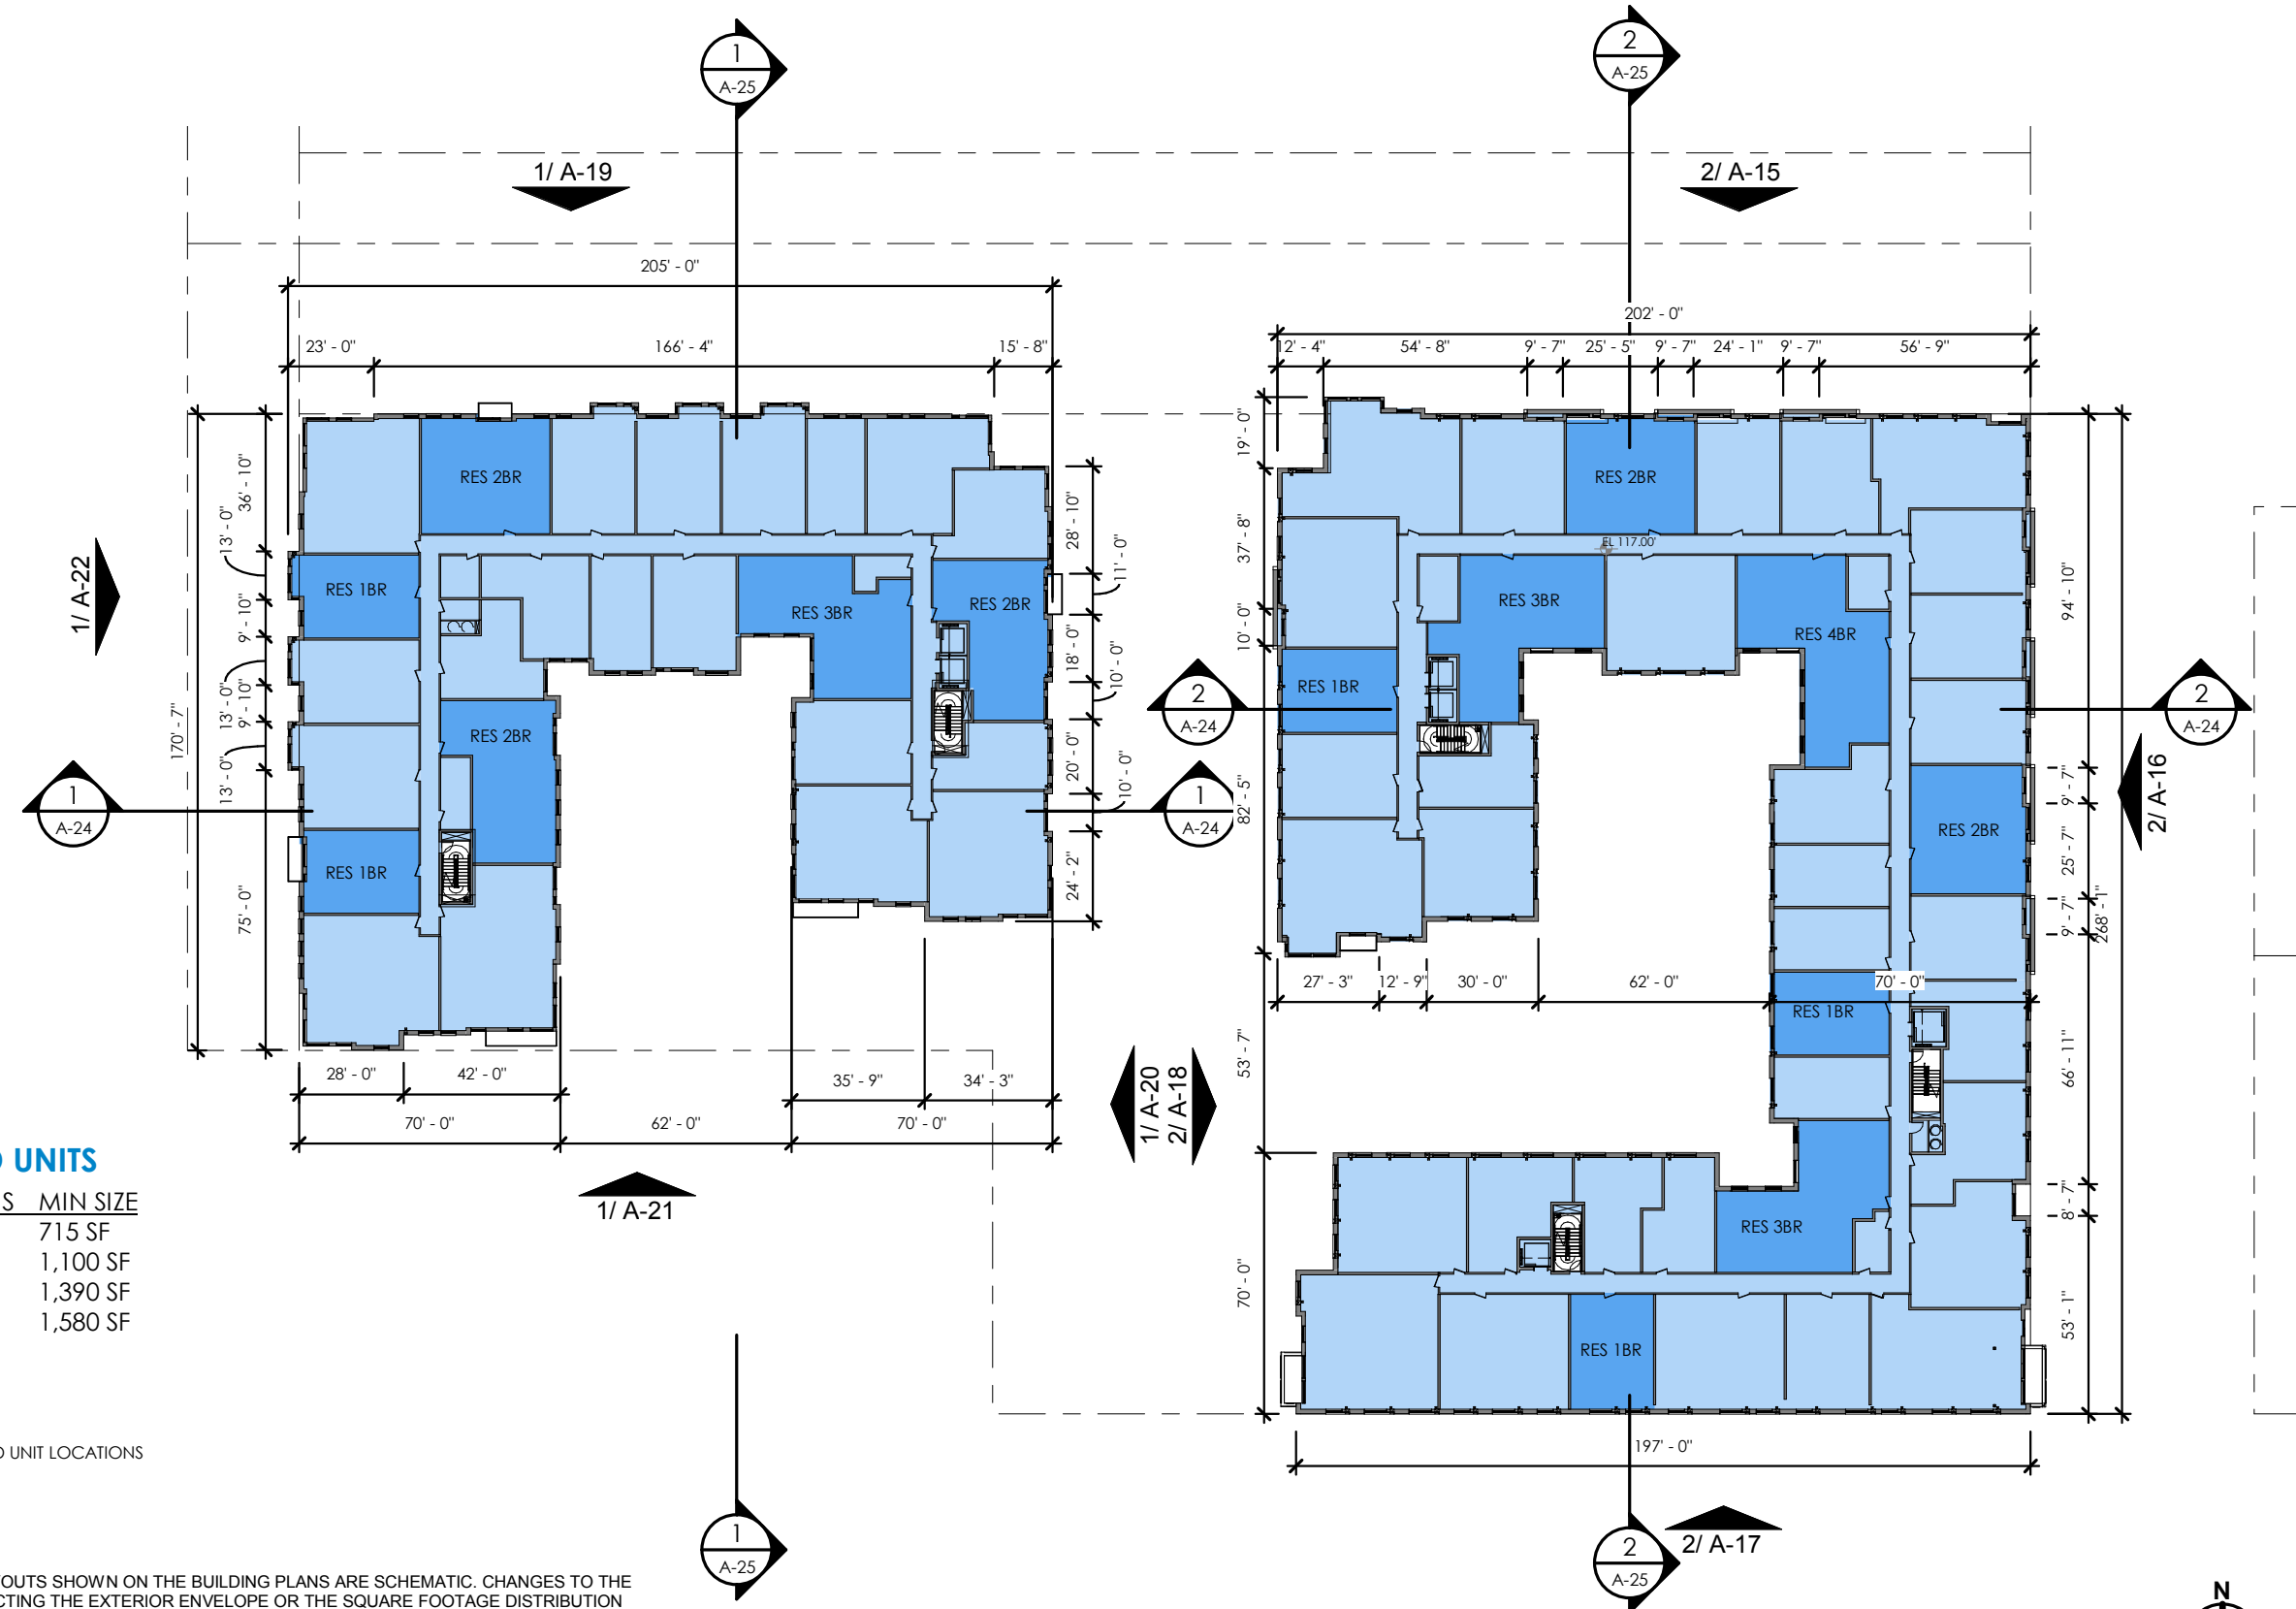 1
A-25
2
A-25
1/ A-19
2/ A-15
205' - 0"
202' - 0"
23' - 0"
166' - 4"
15' - 8"
12' - 4"
54' - 8"
9' - 7"
25' - 5"
9' - 7"
24' - 1"
9' - 7"
56' - 9"
170' - 7"
36' - 10"
13' - 0"
9' - 10"
13' - 0"
9' - 10"
13' - 0"
75' - 0"
1/ A-22
1
A-24
RES 2BR
RES 1BR
RES 3BR
RES 2BR
RES 2BR
RES 1BR
28' - 10"
11' - 0"
18' - 0"
10' - 0"
20' - 0"
10' - 0"
24' - 2"
1
A-24
2
A-24
19' - 0"
37' - 8"
10' - 0"
82' - 5"
53' - 7"
70' - 0"
RES 2BR
EL 117.00'
RES 3BR
RES 4BR
RES 1BR
RES 2BR
RES 1BR
RES 3BR
RES 1BR
94' - 10"
9' - 7"
25' - 7"
9' - 7"
268' - 1"
66' - 11"
8' - 7"
53' - 1"
2
A-24
2/ A-16
27' - 3"
12' - 9"
30' - 0"
62' - 0"
70' - 0"
28' - 0"
42' - 0"
35' - 9"
34' - 3"
70' - 0"
62' - 0"
70' - 0"
1/ A-20
2/ A-18
1/ A-21
UNITS
S MIN SIZE
715 SF
1,100 SF
1,390 SF
1,580 SF
UNIT LOCATIONS
197' - 0"
2/ A-17
1
A-25
2
A-25
OUTS SHOWN ON THE BUILDING PLANS ARE SCHEMATIC. CHANGES TO THE
CTING THE EXTERIOR ENVELOPE OR THE SQUARE FOOTAGE DISTRIBUTION
N